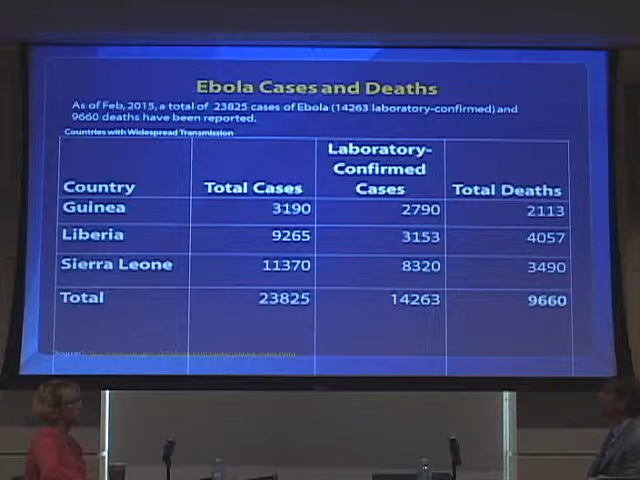 Ebola Cases and Deaths
As of Feb, 2015, a total of 23825 cases of Ebola (14263 laboratory-confirmed) and
9660 deaths have been reported.
Countries with Widespread Transmission
Country Total Cases Laboratory-Confirmed Cases Total Deaths
Guinea 3190 2790 2113
Liberia 9265 3153 4057
Sierra Leone 11370 8320 3490
Total 23825 14263 9660